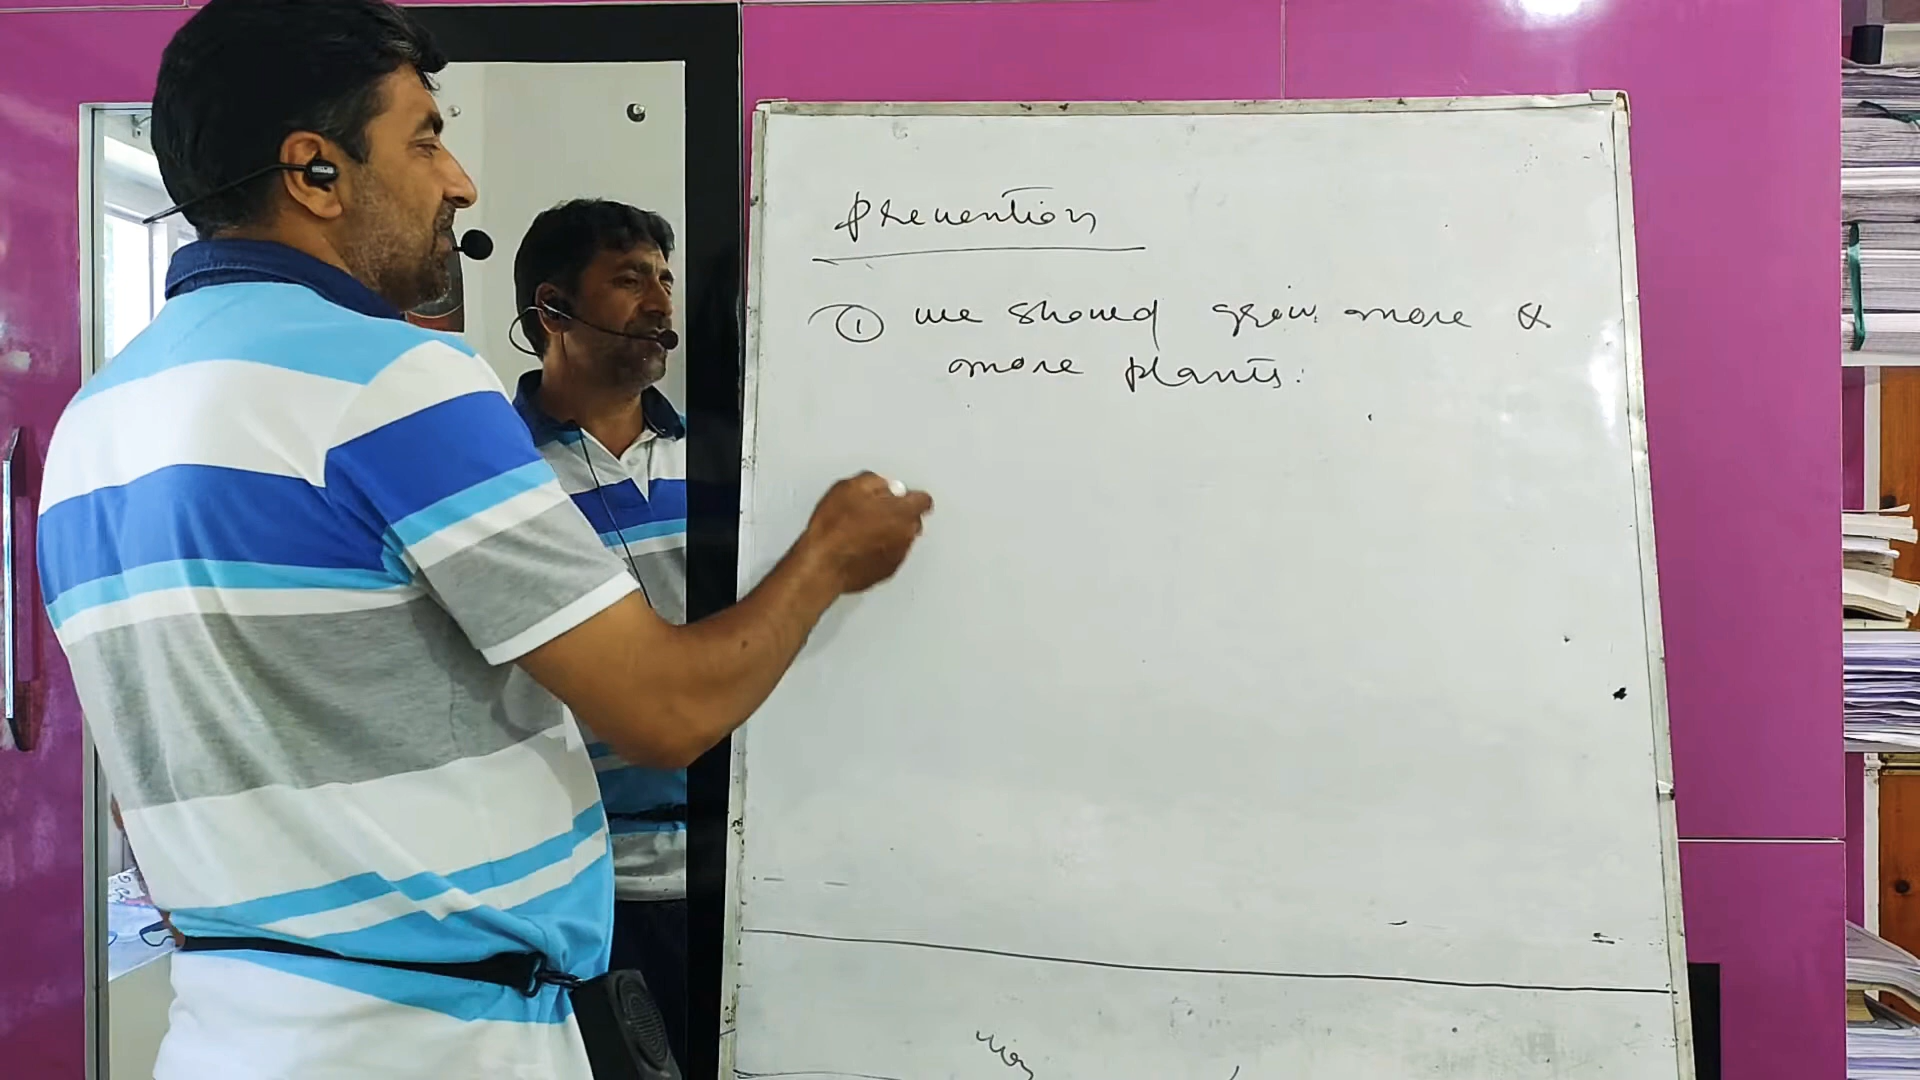 Prevention
① we should grow more &
more plants.